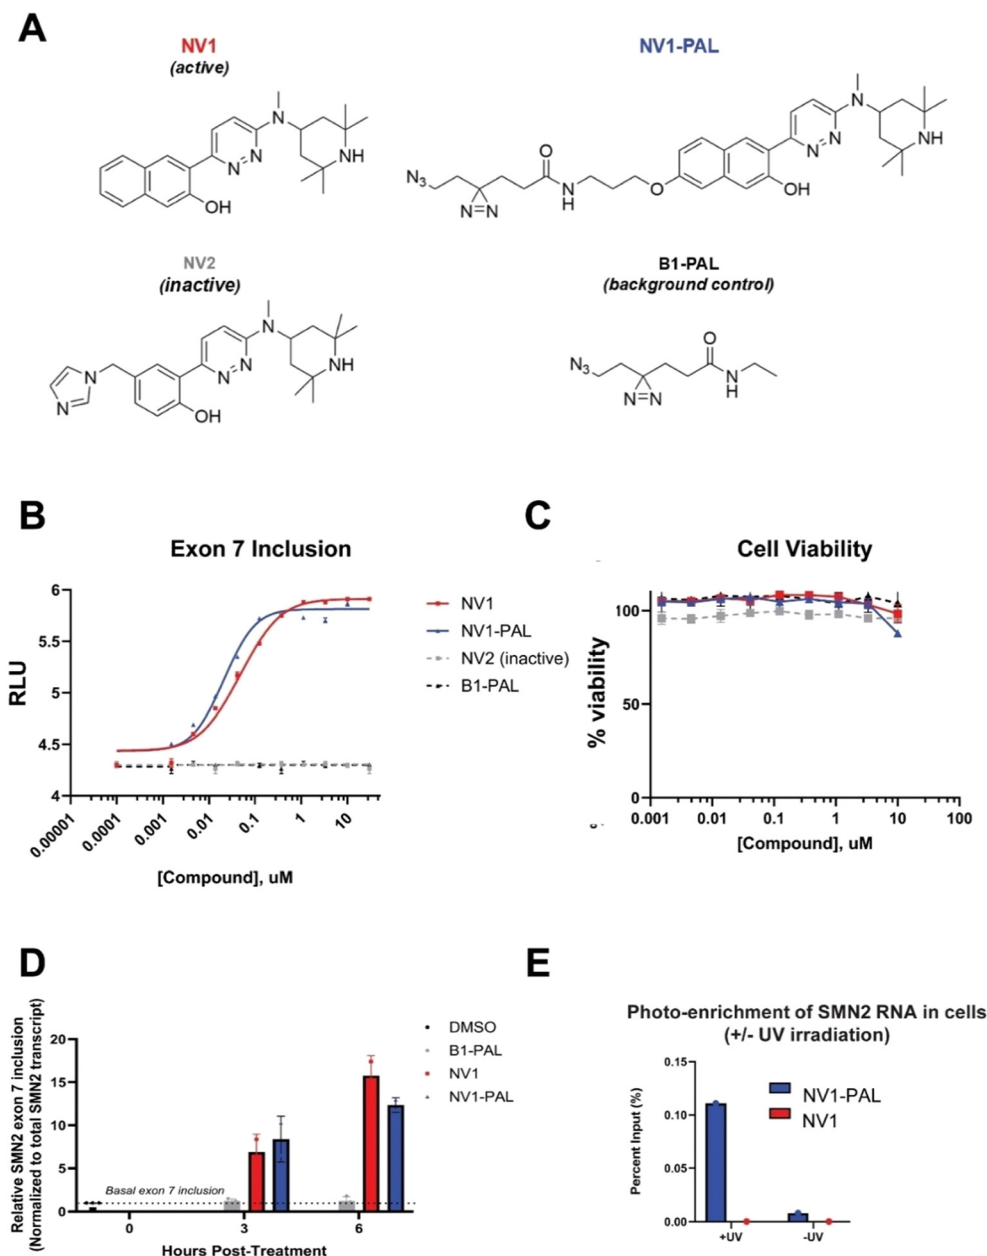 A
NV1
(active)
NV1-PAL
N
N
N
NH
OH
N3
N=N
O
N
H
O
N
N
N
NH
OH
NV2
(inactive)
B1-PAL
(background control)
N
N
N
N
N
NH
OH
N3
N=N
O
N
H
B
Exon 7 Inclusion
RLU
6
5.5
5
4.5
4
0.00001
0.0001
0.001
0.01
0.1
1
10
[Compound], uM
NV1
NV1-PAL
NV2 (inactive)
B1-PAL
C
Cell Viability
% viability
100
50
0
0.001
0.01
0.1
1
10
100
[Compound], uM
D
Relative SMN2 exon 7 inclusion
(Normalized to total SMN2 transcript)
20
15
10
5
0
Basal exon 7 inclusion
0
3
6
Hours Post-Treatment
DMSO
B1-PAL
NV1
NV1-PAL
E
Photo-enrichment of SMN2 RNA in cells
(+/- UV irradiation)
Percent Input (%)
0.15
0.10
0.05
0.00
+UV
-UV
NV1-PAL
NV1